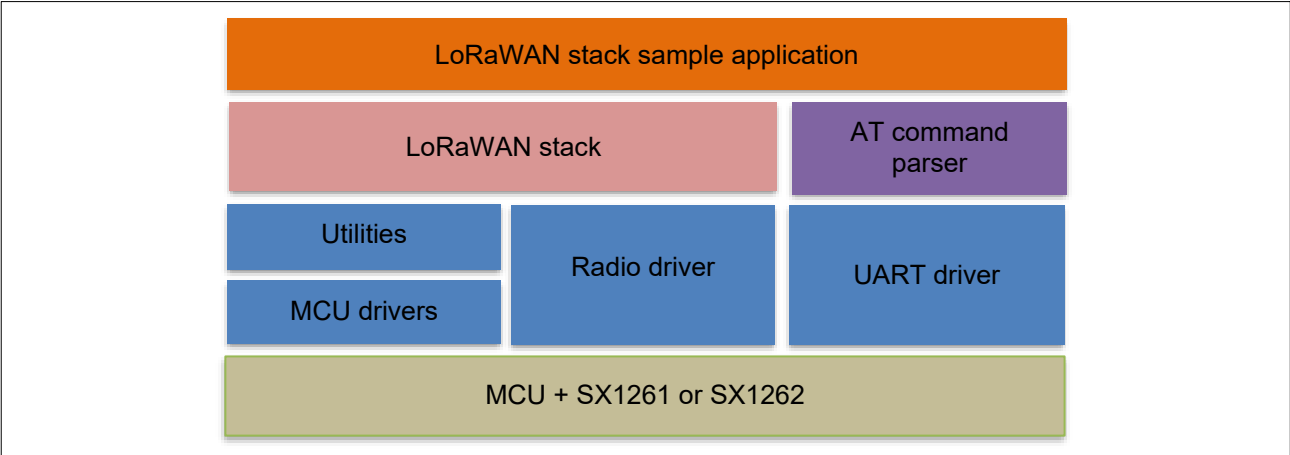 LoRaWAN stack sample application
LoRaWAN stack
AT command
parser
Utilities
Radio driver
UART driver
MCU drivers
MCU + SX1261 or SX1262